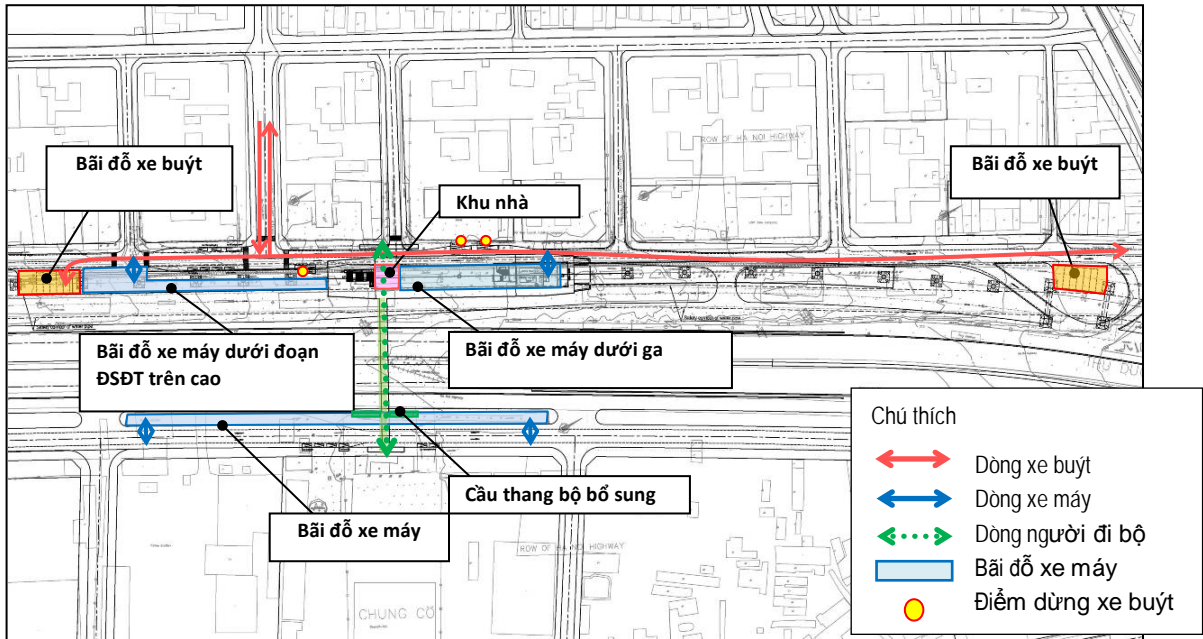 ROW OF HA NOI HIGHWAY
Bãi đỗ xe buýt
Khu nhà
Bãi đỗ xe buýt
Bãi đỗ xe máy dưới đoạn
ĐSĐT trên cao
Bãi đỗ xe máy dưới ga
Cầu thang bộ bổ sung
Bãi đỗ xe máy
ROW OF HA NOI HIGHWAY
Chú thích
Dòng xe buýt
Dòng xe máy
Dòng người đi bộ
Bãi đỗ xe máy
Điểm dừng xe buýt